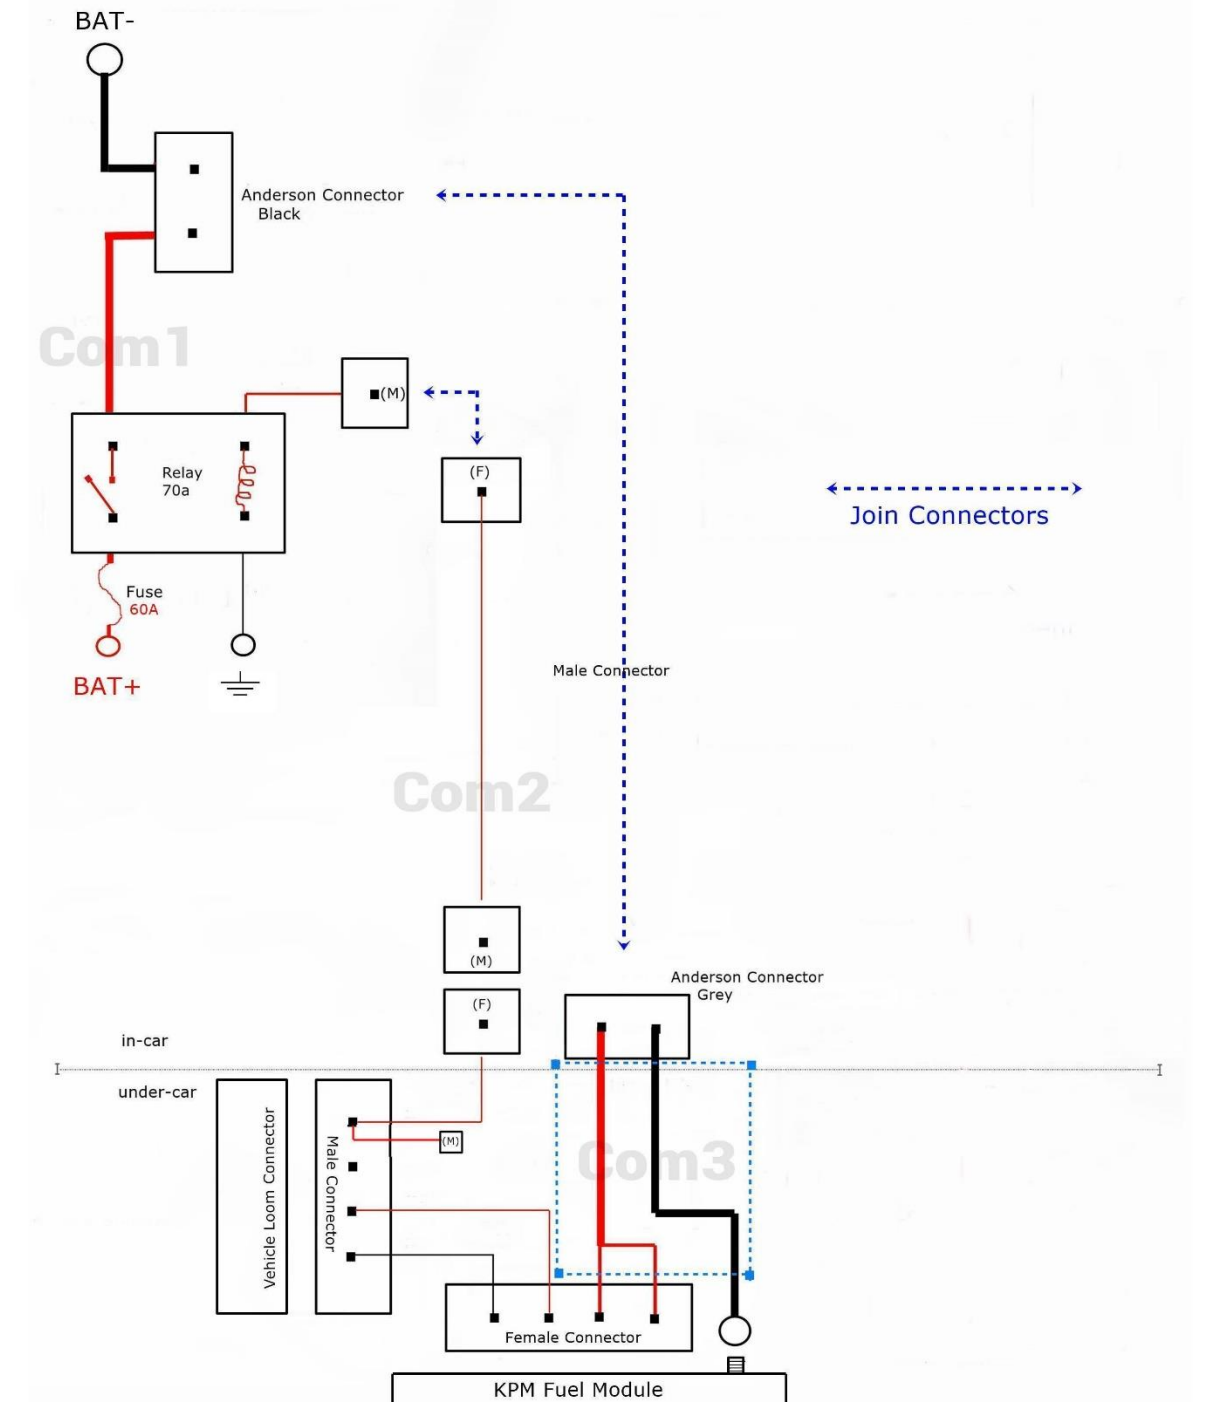 BAT-
Anderson Connector
Black
Com1
(M)
(F)
Relay
70a
Join Connectors
Fuse
60A
BAT+
Male Connector
Com2
(M)
Anderson Connector
Grey
(F)
in-car
under-car
Vehicle Loom Connector
Male Connector
(M)
Com3
Female Connector
KPM Fuel Module